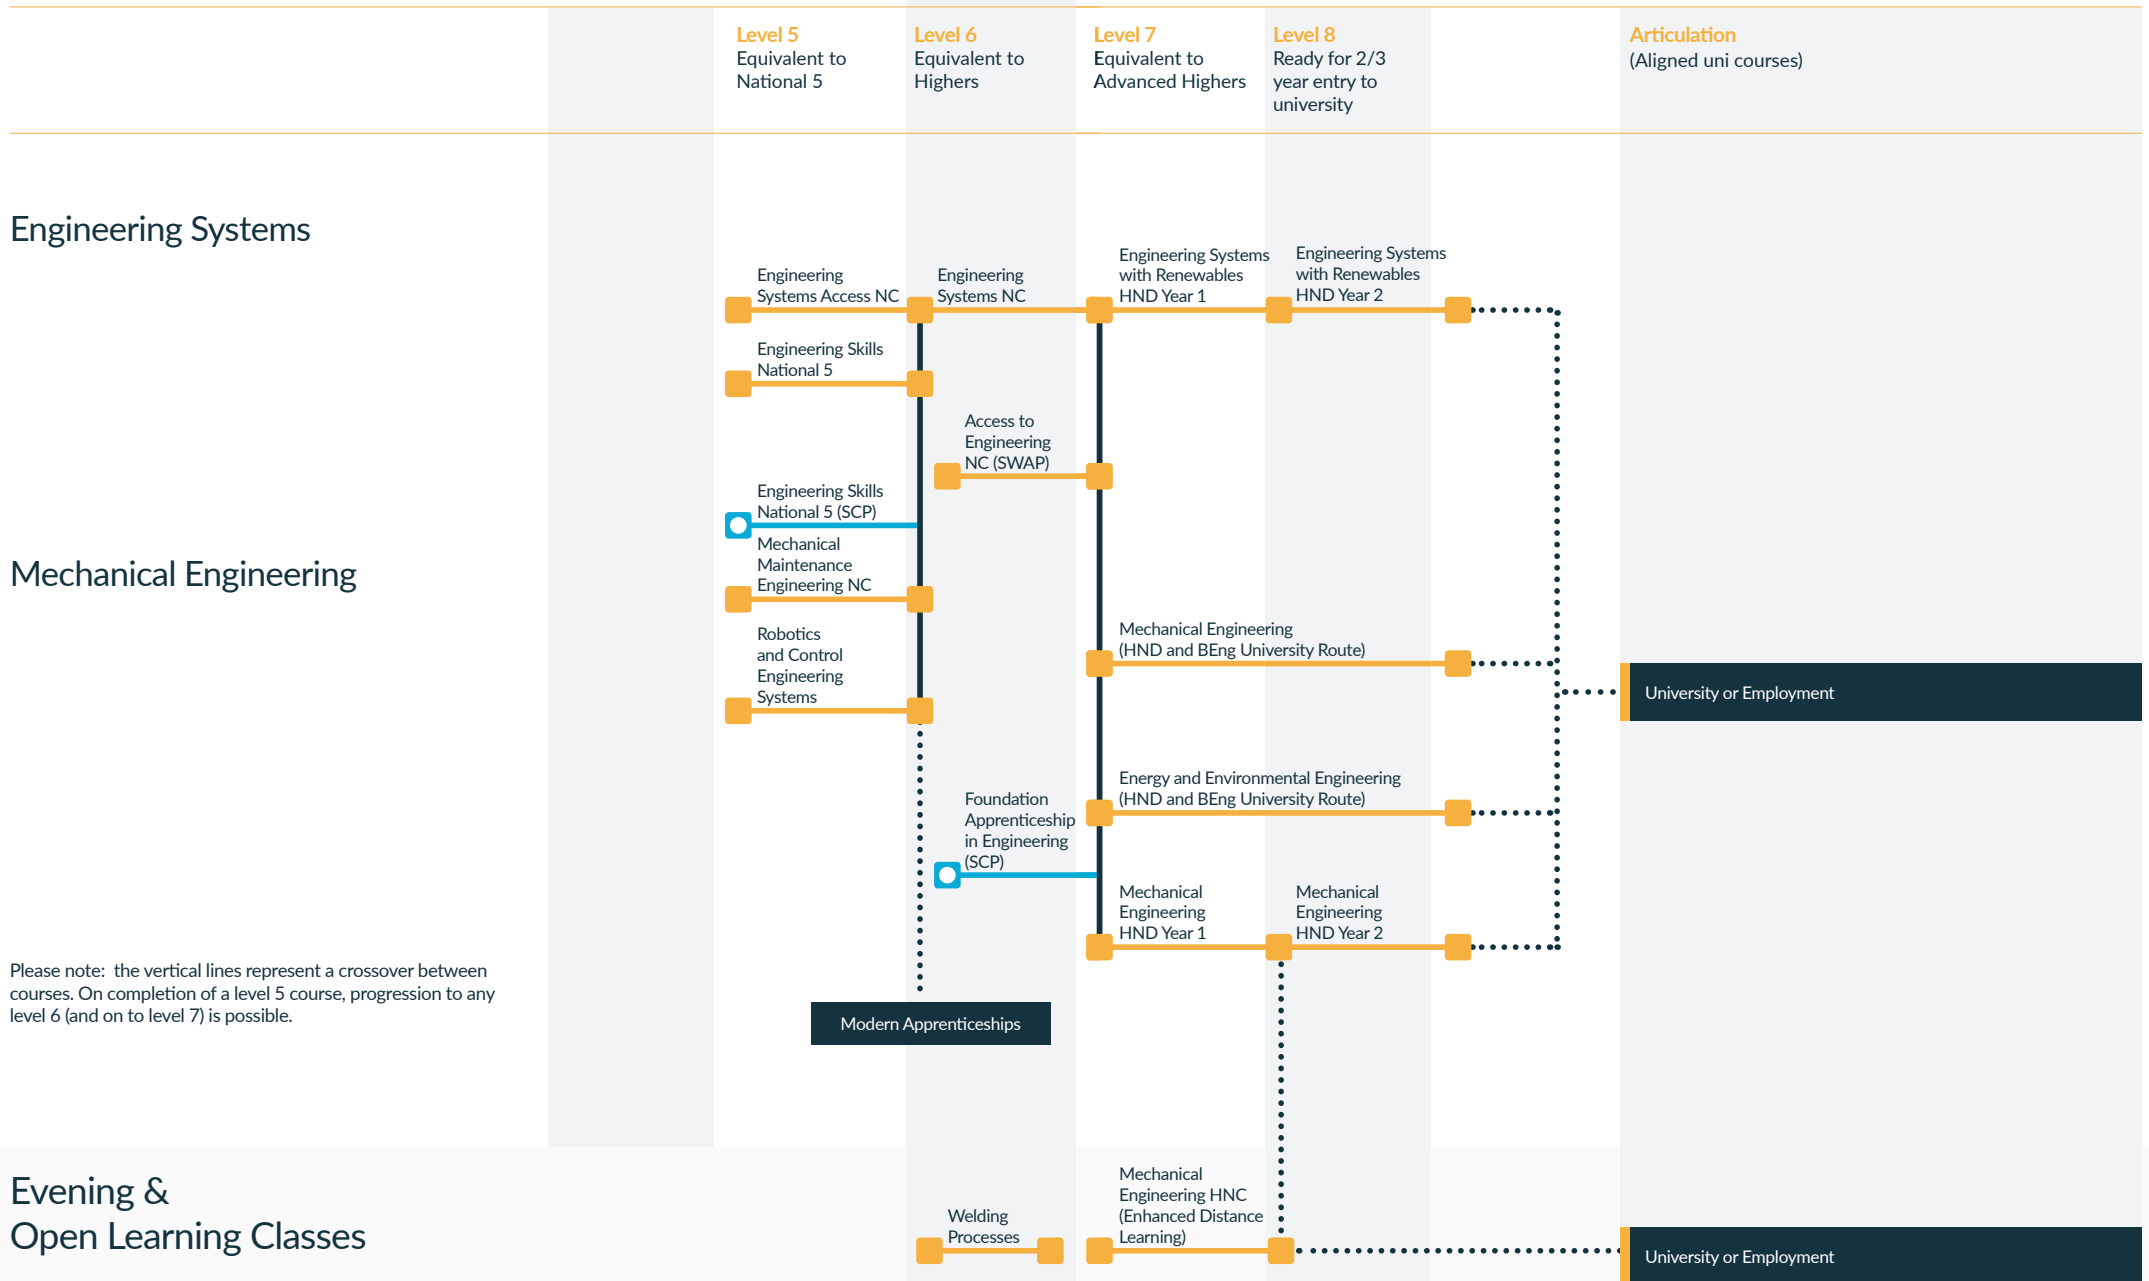 Level 5
Equivalent to
National 5
Level 6
Equivalent to
Highers
Level 7
Equivalent to
Advanced Highers
Level 8
Ready for 2/3
year entry to
university
Articulation
(Aligned uni courses)
Engineering Systems
Engineering
Systems Access NC
Engineering
Systems NC
Engineering Systems
with Renewables
HND Year 1
Engineering Systems
with Renewables
HND Year 2
Engineering Skills
National 5
Access to
Engineering
NC (SWAP)
Engineering Skills
National 5 (SCP)
Mechanical Engineering
Mechanical
Maintenance
Engineering NC
Robotics
and Control
Engineering
Systems
Mechanical Engineering
(HND and BEng University Route)
University or Employment
Energy and Environmental Engineering
(HND and BEng University Route)
Foundation
Apprenticeship
in Engineering
(SCP)
Mechanical
Engineering
HND Year 1
Mechanical
Engineering
HND Year 2
Please note:  the vertical lines represent a crossover between
courses. On completion of a level 5 course, progression to any
level 6 (and on to level 7) is possible.
Modern Apprenticeships
Evening &
Open Learning Classes
Welding
Processes
Mechanical
Engineering HNC
(Enhanced Distance
Learning)
University or Employment